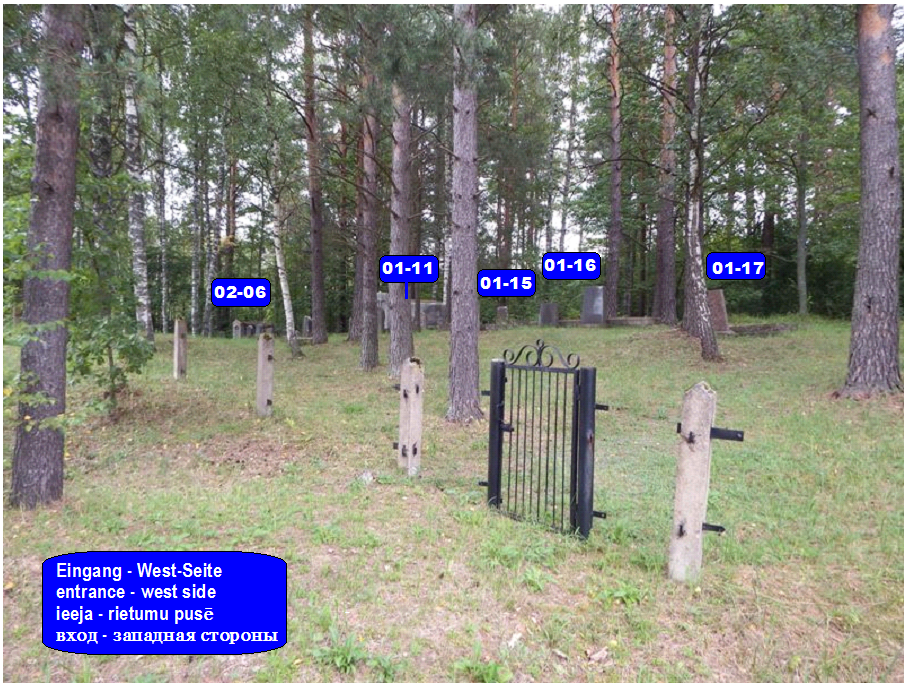 01-16
01-11
01-17
01-15
02-06
Eingang - West-Seite
entrance - west side
ieeja - rietumu pusē
вход - западная стороны